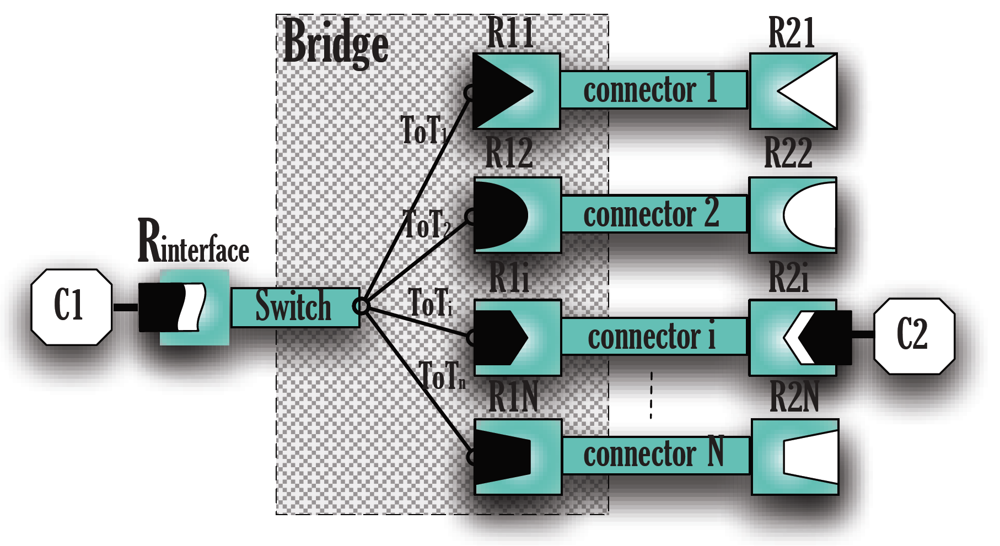 Bridge
R11
R21
connector 1
ToT1
R12
R22
connector 2
ToT2
Rinterface
C1
Switch
R1i
R2i
ToTi
connector i
C2
ToTn
R1N
R2N
connector N